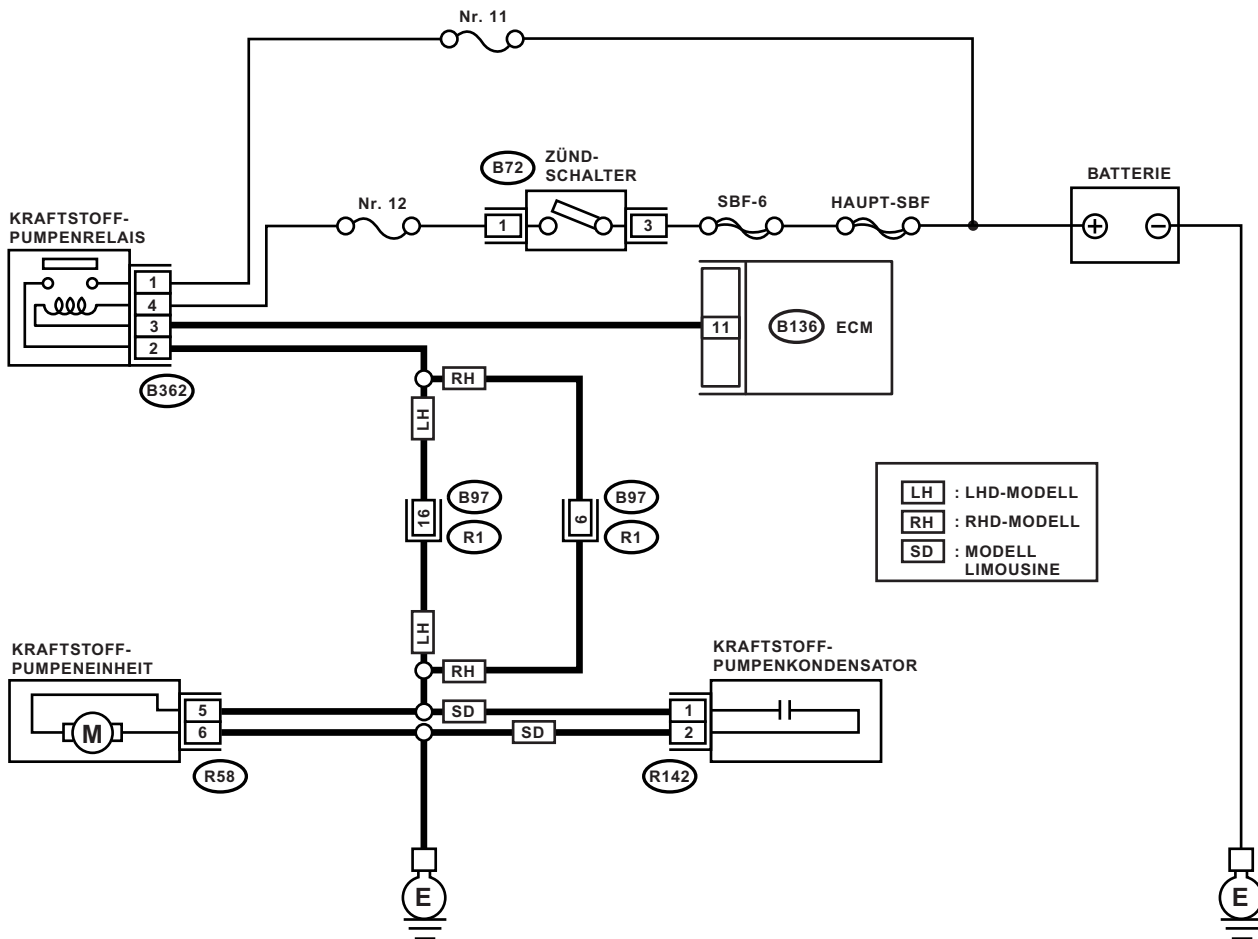 Nr. 11
B72
ZÜND-
SCHALTER
BATTERIE
KRAFTSTOFF-
PUMPENRELAIS
Nr. 12
1
3
SBF-6
HAUPT-SBF
+
−
1
4
3
2
B362
11
B136
ECM
RH
LH
16
B97
R1
6
B97
R1
LH
RH
LH : LHD-MODELL
RH : RHD-MODELL
SD : MODELL
LIMOUSINE
KRAFTSTOFF-
PUMPENEINHEIT
M
5
6
R58
SD
SD
KRAFTSTOFF-
PUMPENKONDENSATOR
1
2
R142
E
E